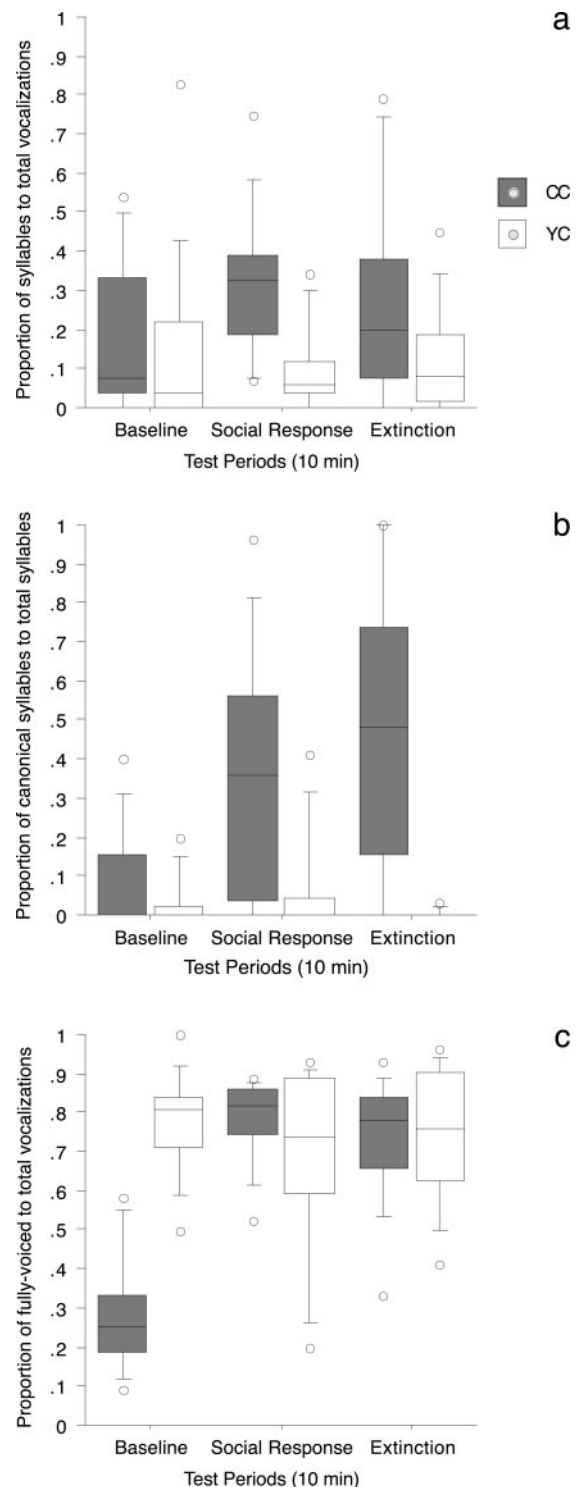 a
Proportion of syllables to total vocalizations
1
.9
.8
.7
.6
.5
.4
.3
.2
.1
0
CC
YC
Baseline Social Response Extinction
Test Periods (10 min)
b
Proportion of canonical syllables to total syllables
1
.9
.8
.7
.6
.5
.4
.3
.2
.1
0
Baseline Social Response Extinction
Test Periods (10 min)
c
Proportion of fully-voiced to total vocalizations
1
.9
.8
.7
.6
.5
.4
.3
.2
.1
0
Baseline Social Response Extinction
Test Periods (10 min)